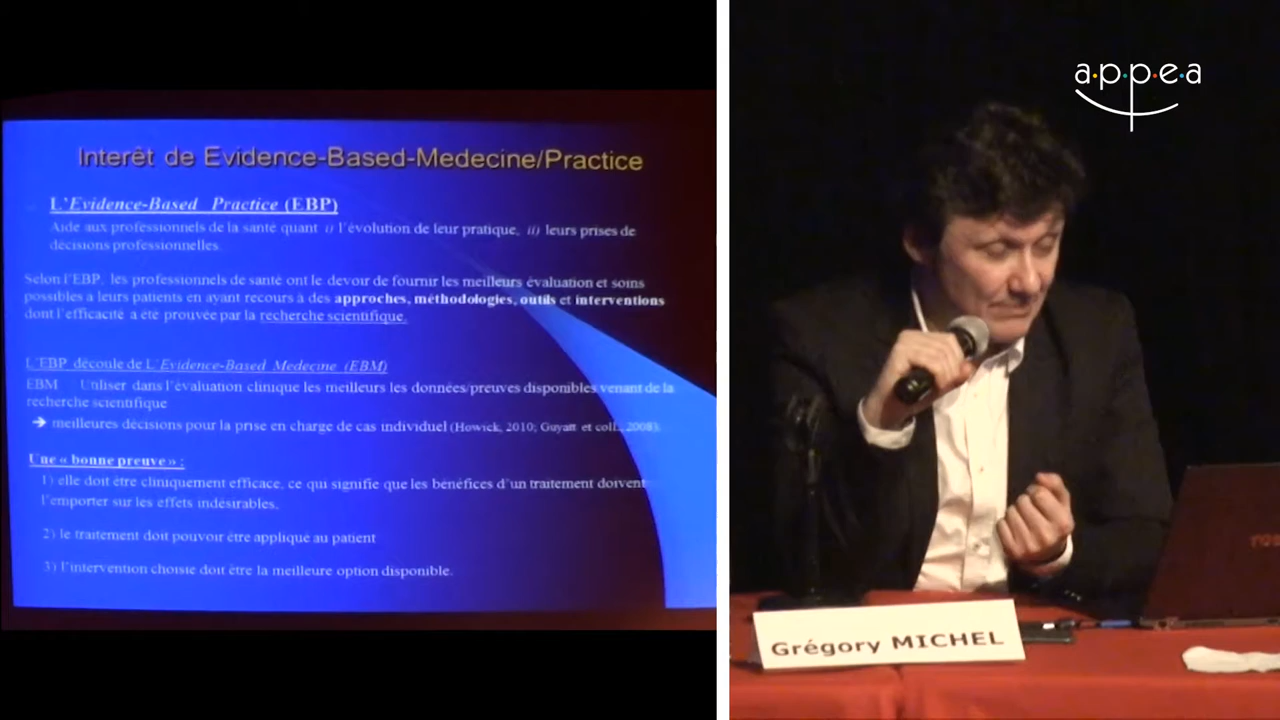 Interêt de Evidence-Based-Medecine/Practice
L'Evidence-Based Practice (EBP)
Aide aux professionnels de la santé quant i) l'évolution de leur pratique, ii) leurs prises de
décisions professionnelles.
Selon l'EBP, les professionnels de santé ont le devoir de fournir les meilleurs évaluation et soins
possibles à leurs patients en ayant recours à des approches, méthodologies, outils et interventions
dont l'efficacité a été prouvée par la recherche scientifique.
L'EBP découle de L'Evidence-Based Medecine (EBM)
EBM Utiliser dans l'évaluation clinique les meilleurs les données/preuves disponibles venant de la
recherche scientifique
➔ meilleures décisions pour la prise en charge de cas individuel (Howick, 2010; Guyatt et coll., 2008).
Une « bonne preuve » :
1) elle doit être cliniquement efficace, ce qui signifie que les bénéfices d'un traitement doivent
l'emporter sur les effets indésirables,
2) le traitement doit pouvoir être appliqué au patient
3) l'intervention choisie doit être la meilleure option disponible.
a·p·p·e·a
Grégory MICHEL